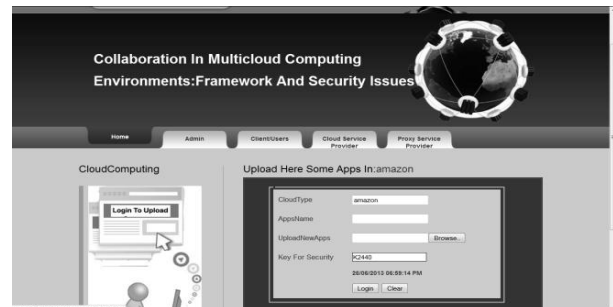 Collaboration In Multicloud Computing
Environments:Framework And Security Issues
Home
Admin
Client/Users
Cloud Service
Provider
Proxy Service
Provider
CloudComputing
Login To Upload
Upload Here Some Apps In:amazon
CloudType amazon
AppsName
UploadNewApps Browse..
Key For Security K2440
28/06/2013 06:59:14 PM
Login Clear